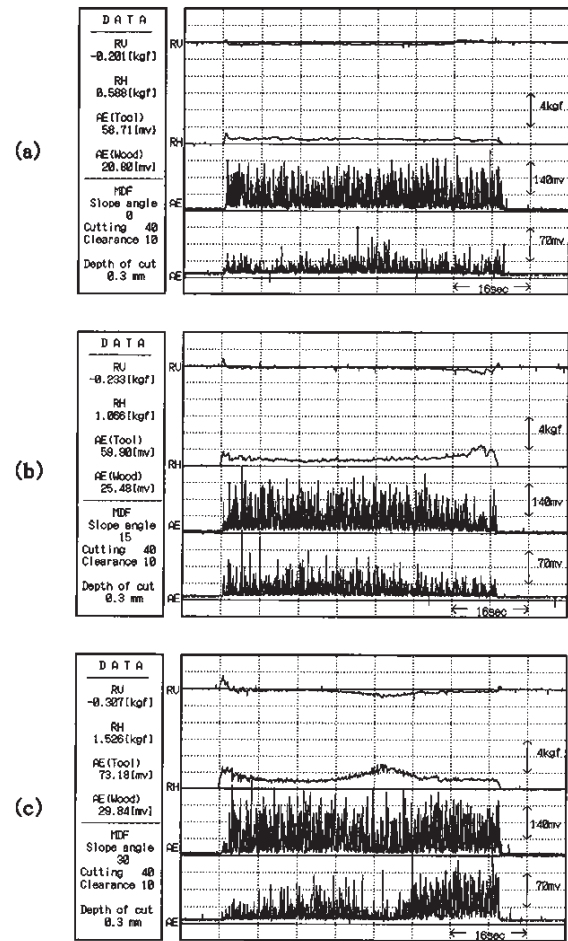 (a)
D A T A
RV
-0.201[kgf]
RH
0.588[kgf]
AE(Tool)
58.71[mv]
AE(Wood)
20.80[mv]
MDF
Slope angle
0
Cutting 40
Clearance 10
Depth of cut
0.3 mm
RV
RH
AE
AE
4kgf
140mv
70mv
16sec
(b)
D A T A
RV
-0.233[kgf]
RH
1.066[kgf]
AE(Tool)
58.90[mv]
AE(Wood)
25.48[mv]
MDF
Slope angle
15
Cutting 40
Clearance 10
Depth of cut
0.3 mm
RV
RH
AE
AE
4kgf
140mv
70mv
16sec
(c)
D A T A
RV
-0.307[kgf]
RH
1.526[kgf]
AE(Tool)
73.18[mv]
AE(Wood)
29.84[mv]
MDF
Slope angle
30
Cutting 40
Clearance 10
Depth of cut
0.3 mm
RV
RH
AE
AE
4kgf
140mv
70mv
16sec